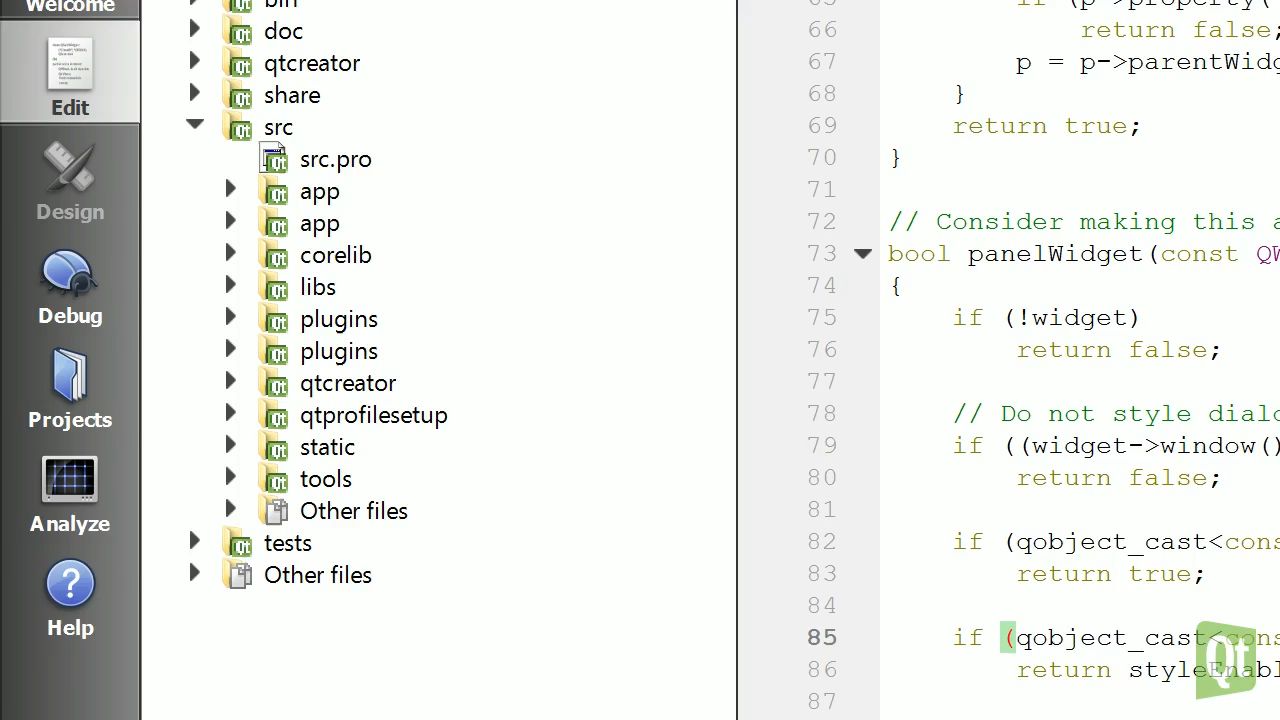 Welcome
Edit
Design
Debug
Projects
Analyze
Help
bin
doc
qtcreator
share
src
src.pro
app
app
corelib
libs
plugins
plugins
qtcreator
qtprofilesetup
static
tools
Other files
tests
Other files
65 if (p->property(
66 return false;
67 p = p->parentWidg
68 }
69 return true;
70 }
71
72 // Consider making this a
73 bool panelWidget(const QW
74 {
75 if (!widget)
76 return false;
77
78 // Do not style dialo
79 if ((widget->window()
80 return false;
81
82 if (qobject_cast<cons
83 return true;
84
85 if (qobject_cast<cons
86 return styleEnabl
87
Qt